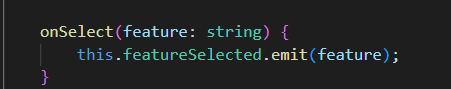 onSelect(feature: string) {
this.featureSelected.emit(feature);
}